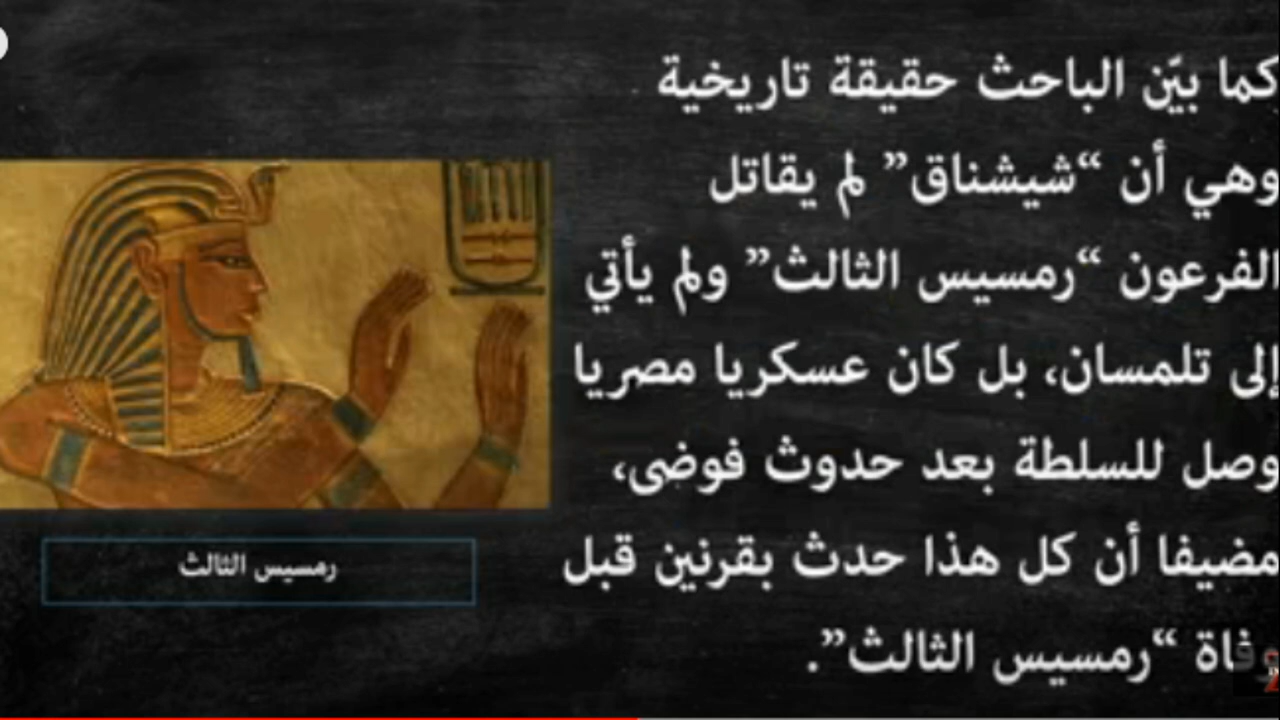 كما بيّن الباحث حقيقة تاريخية
وهي أن “شيشناق” لم يقاتل
الفرعون “رمسيس الثالث” ولم يأتي
إلى تلمسان، بل كان عسكريا مصريا
وصل للسلطة بعد حدوث فوضى،
مضيفا أن كل هذا حدث بقرنين قبل
وفاة “رمسيس الثالث”.
رمسيس الثالث